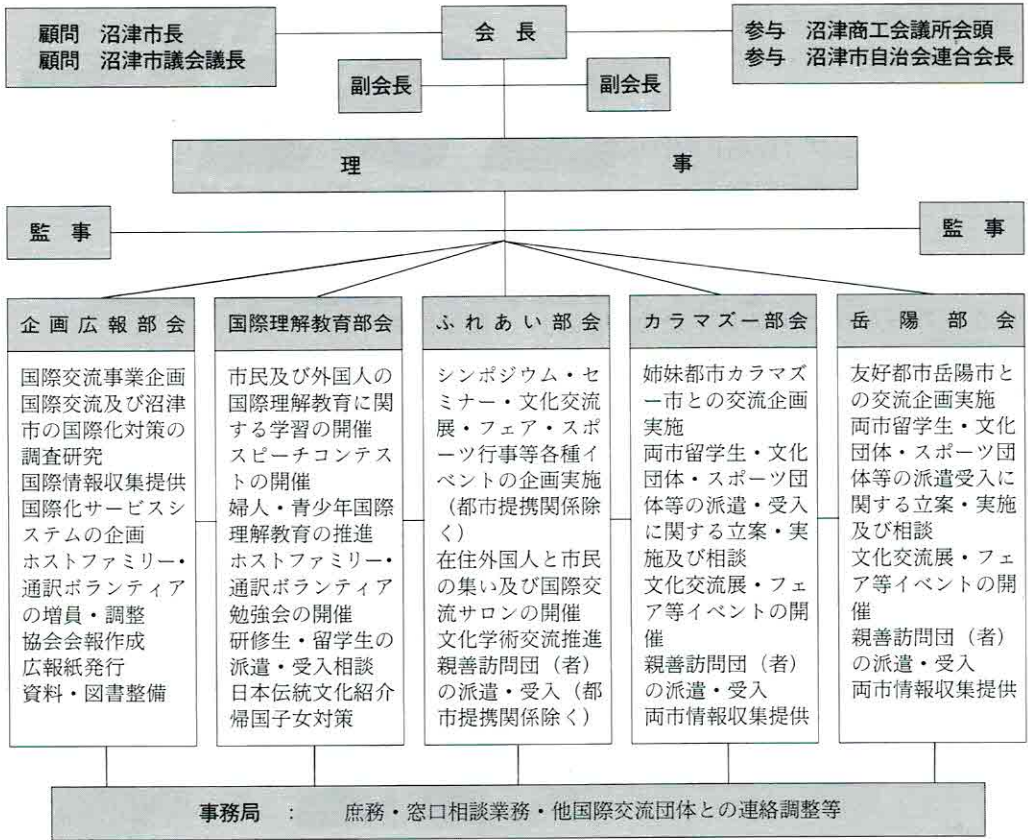 顧問 沼津市長
顧問 沼津市議会議長
会長
参与 沼津商工会議所会頭
参与 沼津市自治会連合会長
副会長
副会長
理事
監事
監事
企画広報部会
国際交流事業企画
国際交流及び沼津
市の国際化対策の
調査研究
国際情報収集提供
国際化サービスシ
ステムの企画
ホストファミリー・
通訳ボランティア
の増員・調整
協会会報作成
広報紙発行
資料・図書整備
国際理解教育部会
市民及び外国人の
国際理解教育に関
する学習の開催
スピーチコンテス
トの開催
婦人・青少年国際
理解教育の推進
ホストファミリー・
通訳ボランティア
勉強会の開催
研修生・留学生の
派遣・受入相談
日本伝統文化紹介
帰国子女対策
ふれあい部会
シンポジウム・セ
ミナー・文化交流
展・フェア・スポ
ーツ行事等各種イ
ベントの企画実施
(都市提携関係除
く)
在住外国人と市民
の集い及び国際交
流サロンの開催
文化学術交流推進
親善訪問団(者)
の派遣・受入(都
市提携関係除く)
カラマズー部会
姉妹都市カラマズ
ー市との交流企画
実施
両市留学生・文化
団体・スポーツ団
体等の派遣・受入
に関する立案・実
施及び相談
文化交流展・フェ
ア等イベントの開
催
親善訪問団(者)
の派遣・受入
両市情報収集提供
岳陽部会
友好都市岳陽市と
の交流企画実施
両市留学生・文化
団体・スポーツ団
体等の派遣受入に
関する立案・実施
及び相談
文化交流展・フェ
ア等イベントの開
催
親善訪問団(者)
の派遣・受入
両市情報収集提供
事務局 : 庶務・窓口相談業務・他国際交流団体との連絡調整等